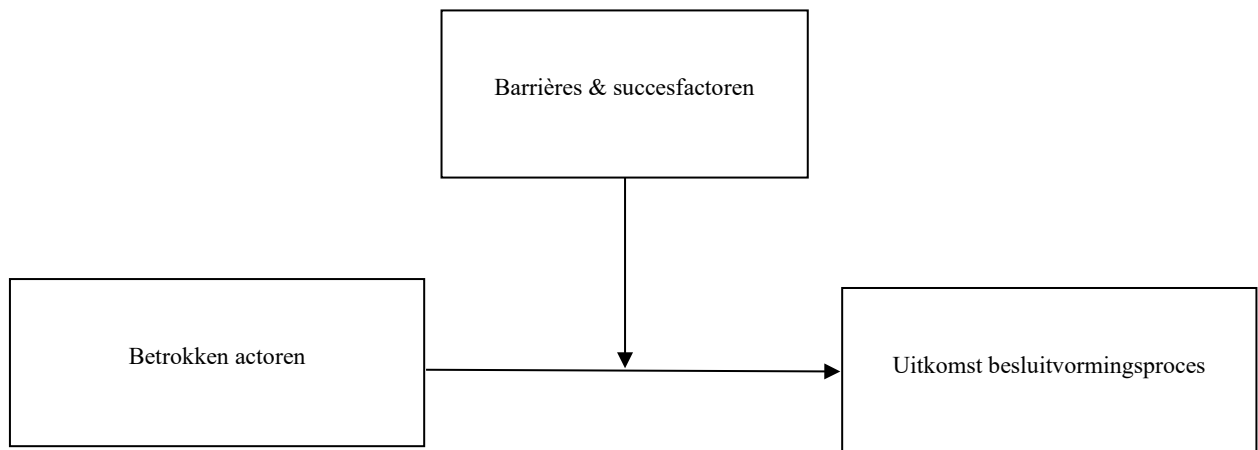 Barrières & succesfactoren
Betrokken actoren
Uitkomst besluitvormingsproces